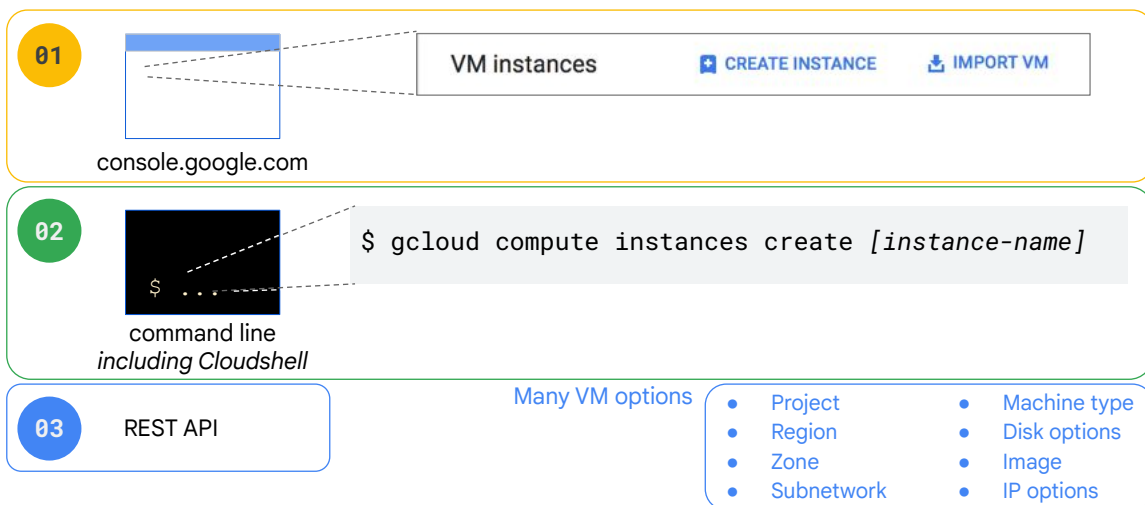 01
VM instances
CREATE INSTANCE
IMPORT VM
console.google.com
02
$ gcloud compute instances create [instance-name]
$ ...
command line
including Cloudshell
03
REST API
Many VM options
● Project
● Region
● Zone
● Subnetwork
● Machine type
● Disk options
● Image
● IP options